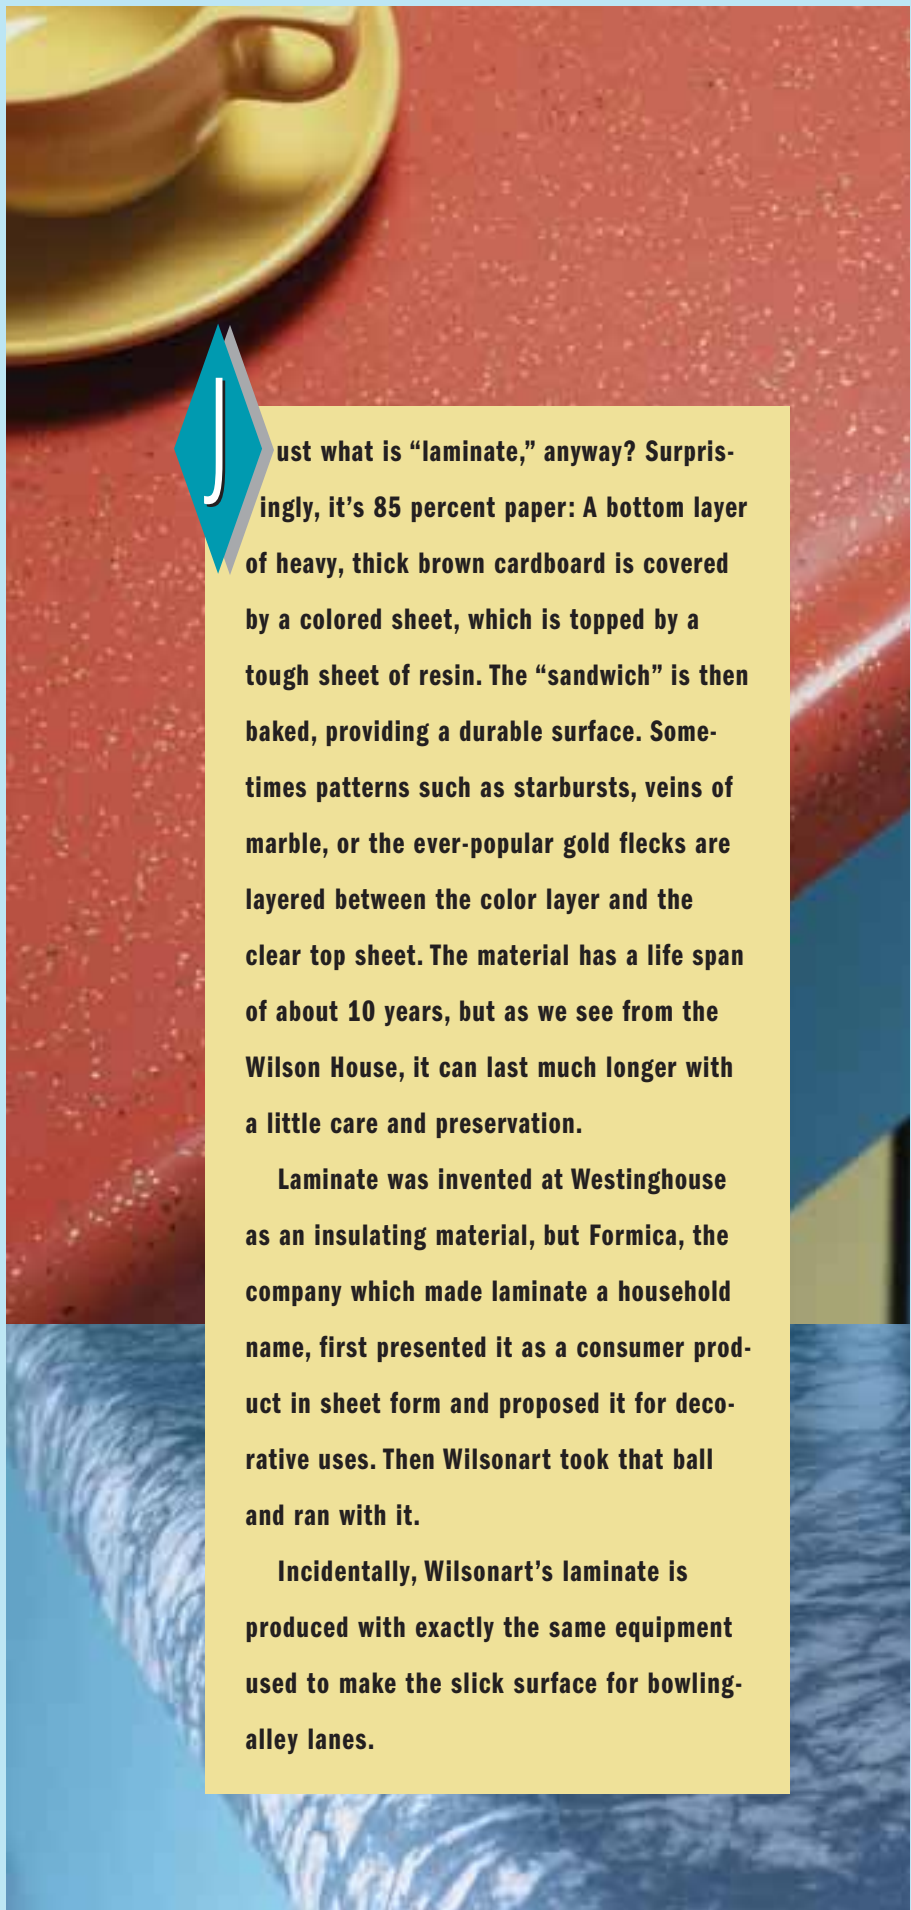 Just what is “laminate,” anyway? Surpris-
ingly, it’s 85 percent paper: A bottom layer
of heavy, thick brown cardboard is covered
by a colored sheet, which is topped by a
tough sheet of resin. The “sandwich” is then
baked, providing a durable surface. Some-
times patterns such as starbursts, veins of
marble, or the ever-popular gold flecks are
layered between the color layer and the
clear top sheet. The material has a life span
of about 10 years, but as we see from the
Wilson House, it can last much longer with
a little care and preservation.
Laminate was invented at Westinghouse
as an insulating material, but Formica, the
company which made laminate a household
name, first presented it as a consumer prod-
uct in sheet form and proposed it for deco-
rative uses. Then Wilsonart took that ball
and ran with it.
Incidentally, Wilsonart’s laminate is
produced with exactly the same equipment
used to make the slick surface for bowling-
alley lanes.